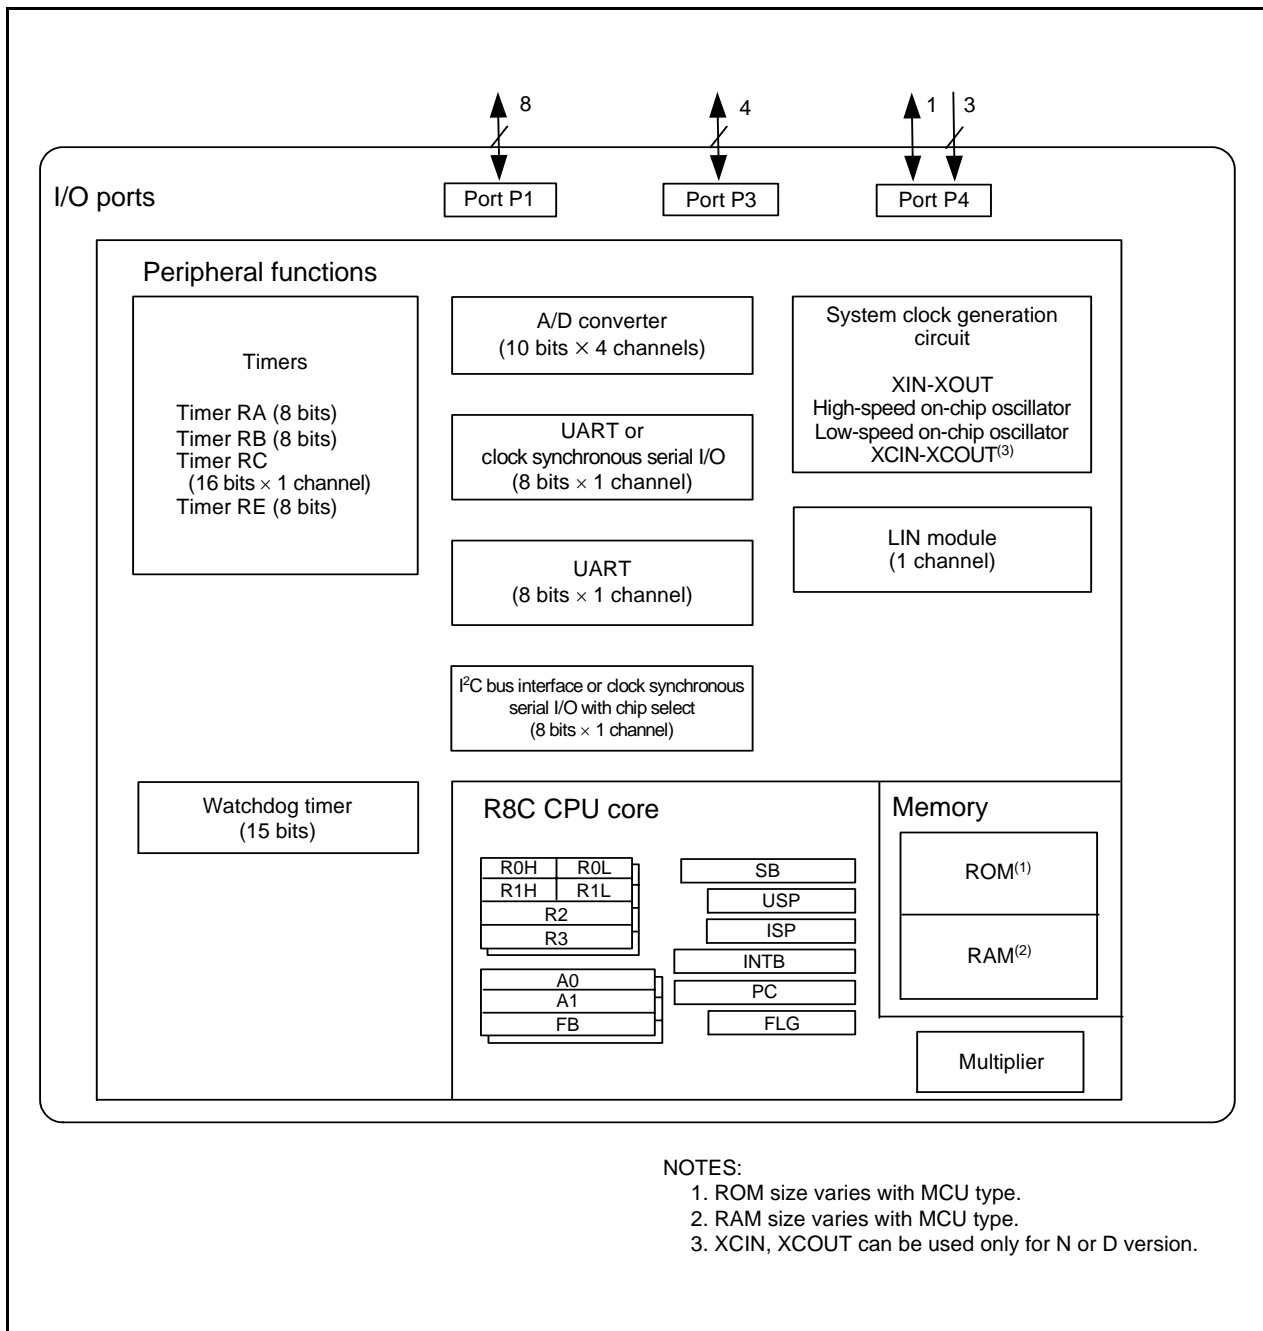 8
4
1
3
I/O ports
Port P1
Port P3
Port P4
Peripheral functions
Timers
Timer RA (8 bits)
Timer RB (8 bits)
Timer RC
(16 bits × 1 channel)
Timer RE (8 bits)
A/D converter
(10 bits × 4 channels)
UART or
clock synchronous serial I/O
(8 bits × 1 channel)
UART
(8 bits × 1 channel)
I²C bus interface or clock synchronous
serial I/O with chip select
(8 bits × 1 channel)
System clock generation
circuit
XIN-XOUT
High-speed on-chip oscillator
Low-speed on-chip oscillator
XCIN-XCOUT(3)
LIN module
(1 channel)
Watchdog timer
(15 bits)
R8C CPU core
R0H
R0L
R1H
R1L
R2
R3
A0
A1
FB
SB
USP
ISP
INTB
PC
FLG
Memory
ROM(1)
RAM(2)
Multiplier
NOTES:
1. ROM size varies with MCU type.
2. RAM size varies with MCU type.
3. XCIN, XCOUT can be used only for N or D version.